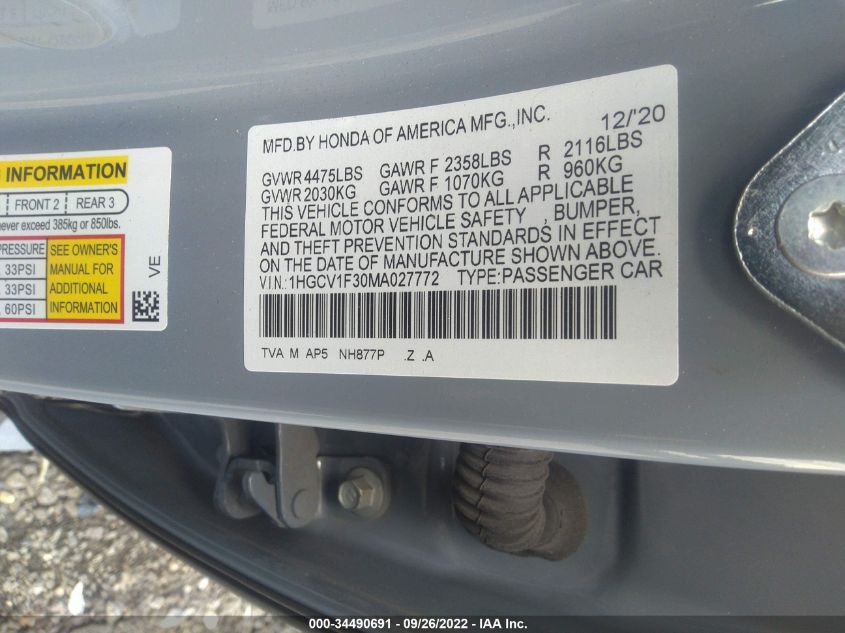 MFD.BY HONDA OF AMERICA MFG.,INC. 12/'20
GVWR 4475LBS GAWR F 2358LBS R 2116LBS
GVWR 2030KG GAWR F 1070KG R 960KG
THIS VEHICLE CONFORMS TO ALL APPLICABLE
FEDERAL MOTOR VEHICLE SAFETY , BUMPER,
AND THEFT PREVENTION STANDARDS IN EFFECT
ON THE DATE OF MANUFACTURE SHOWN ABOVE.
VIN:1HGCV1F30MA027772 TYPE:PASSENGER CAR
TVA M AP5 NH877P .Z .A
INFORMATION
FRONT 2 REAR 3
never exceed 385kg or 850lbs.
PRESSURE
33PSI
33PSI
60PSI
SEE OWNER'S
MANUAL FOR
ADDITIONAL
INFORMATION
VE
000-34490691 - 09/26/2022 - IAA Inc.